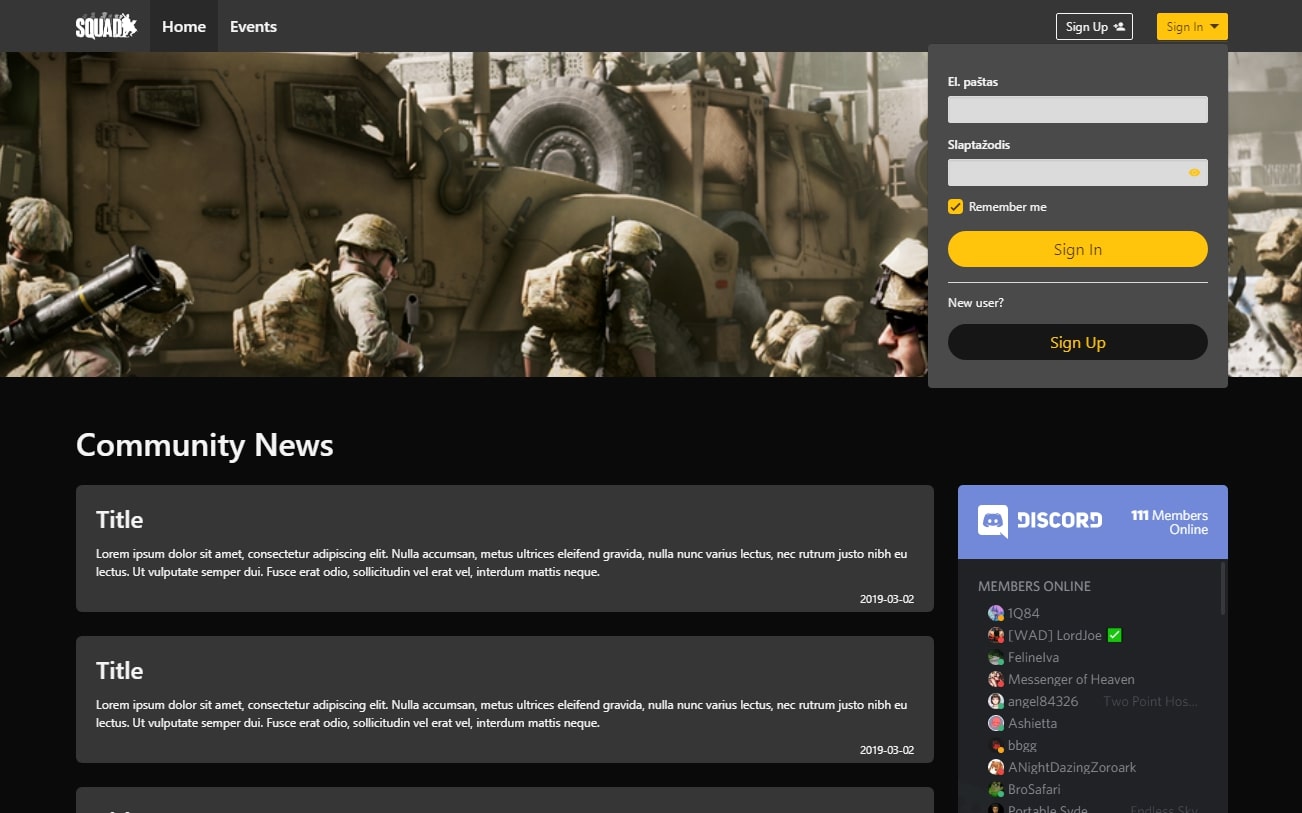 SQUAD
Home
Events
Sign Up
Sign In
El. paštas
Slaptažodis
Remember me
Sign In
New user?
Sign Up
Community News
Title
Lorem ipsum dolor sit amet, consectetur adipiscing elit. Nulla accumsan, metus ultrices eleifend gravida, nulla nunc varius lectus, nec rutrum justo nibh eu
lectus. Ut vulputate semper dui. Fusce erat odio, sollicitudin vel erat vel, interdum mattis neque.
2019-03-02
Title
Lorem ipsum dolor sit amet, consectetur adipiscing elit. Nulla accumsan, metus ultrices eleifend gravida, nulla nunc varius lectus, nec rutrum justo nibh eu
lectus. Ut vulputate semper dui. Fusce erat odio, sollicitudin vel erat vel, interdum mattis neque.
2019-03-02
DISCORD
111 Members
Online
MEMBERS ONLINE
1Q84
[WAD] LordJoe ✅
FelineIva
Messenger of Heaven
angel84326 Two Point Hos...
Ashietta
bbgg
ANightDazingZoroark
BroSafari
Portable Syde Endless Sky